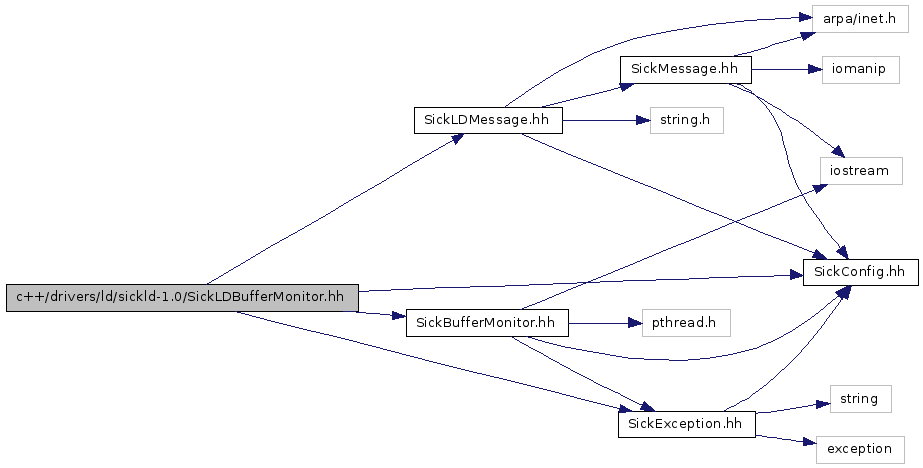 arpa/inet.h
SickMessage.hh
iomanip
SickLDMessage.hh
string.h
iostream
SickConfig.hh
c++/drivers/ld/sickld-1.0/SickLDBufferMonitor.hh
SickBufferMonitor.hh
pthread.h
string
SickException.hh
exception